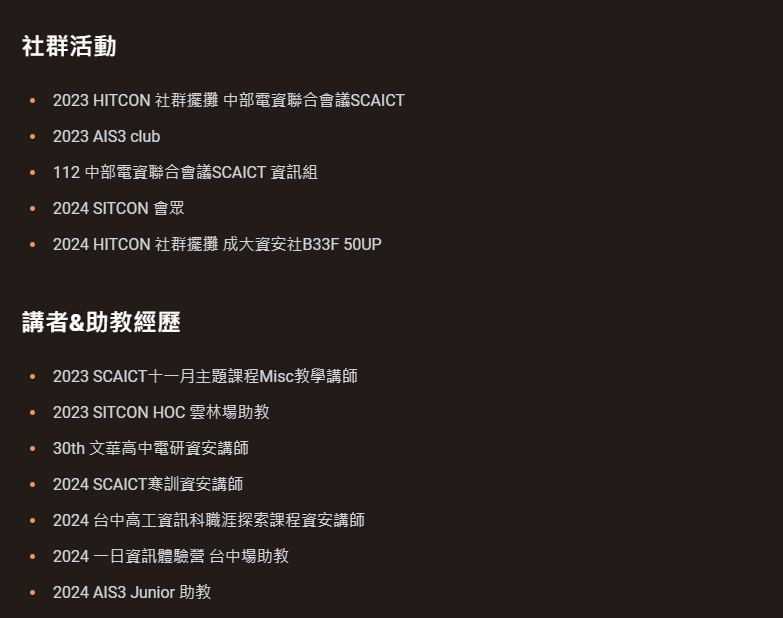 社群活動
2023 HITCON 社群擺攤 中部電資聯合會議SCAICT
2023 AIS3 club
112 中部電資聯合會議SCAICT 資訊組
2024 SITCON 會眾
2024 HITCON 社群擺攤 成大資安社B33F 50UP
講者&助教經歷
2023 SCAICT十一月主題課程Misc教學講師
2023 SITCON HOC 雲林場助教
30th 文華高中電研資安講師
2024 SCAICT寒訓資安講師
2024 台中高工資訊科職涯探索課程資安講師
2024 一日資訊體驗營 台中場助教
2024 AIS3 Junior 助教